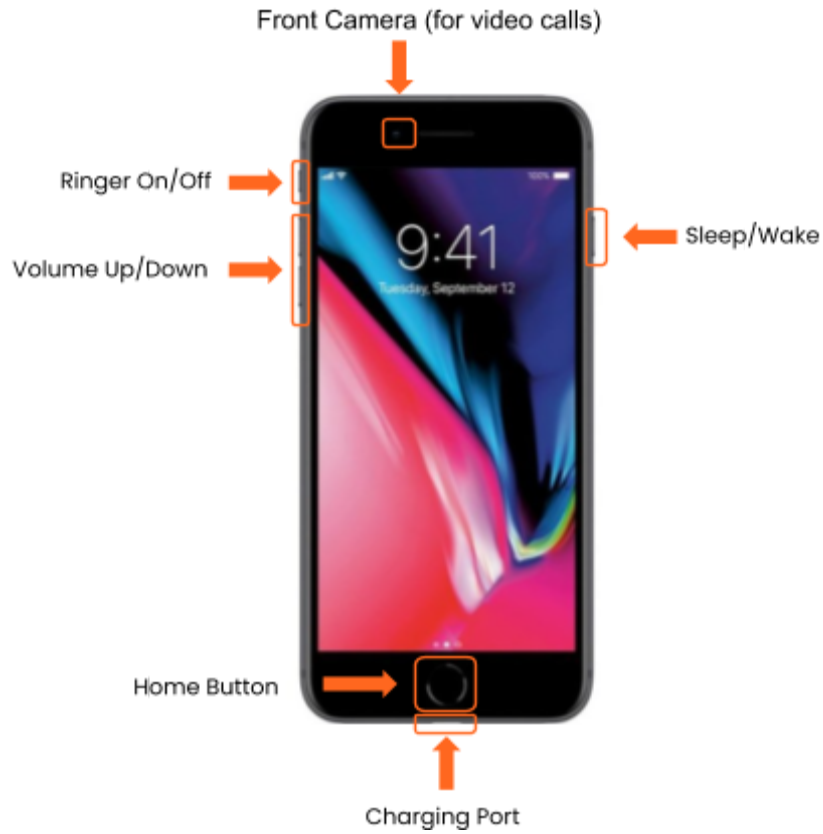 Front Camera (for video calls)
Ringer On/Off
100%
9:41
Sleep/Wake
Volume Up/Down
Tuesday, September 12
Home Button
Charging Port